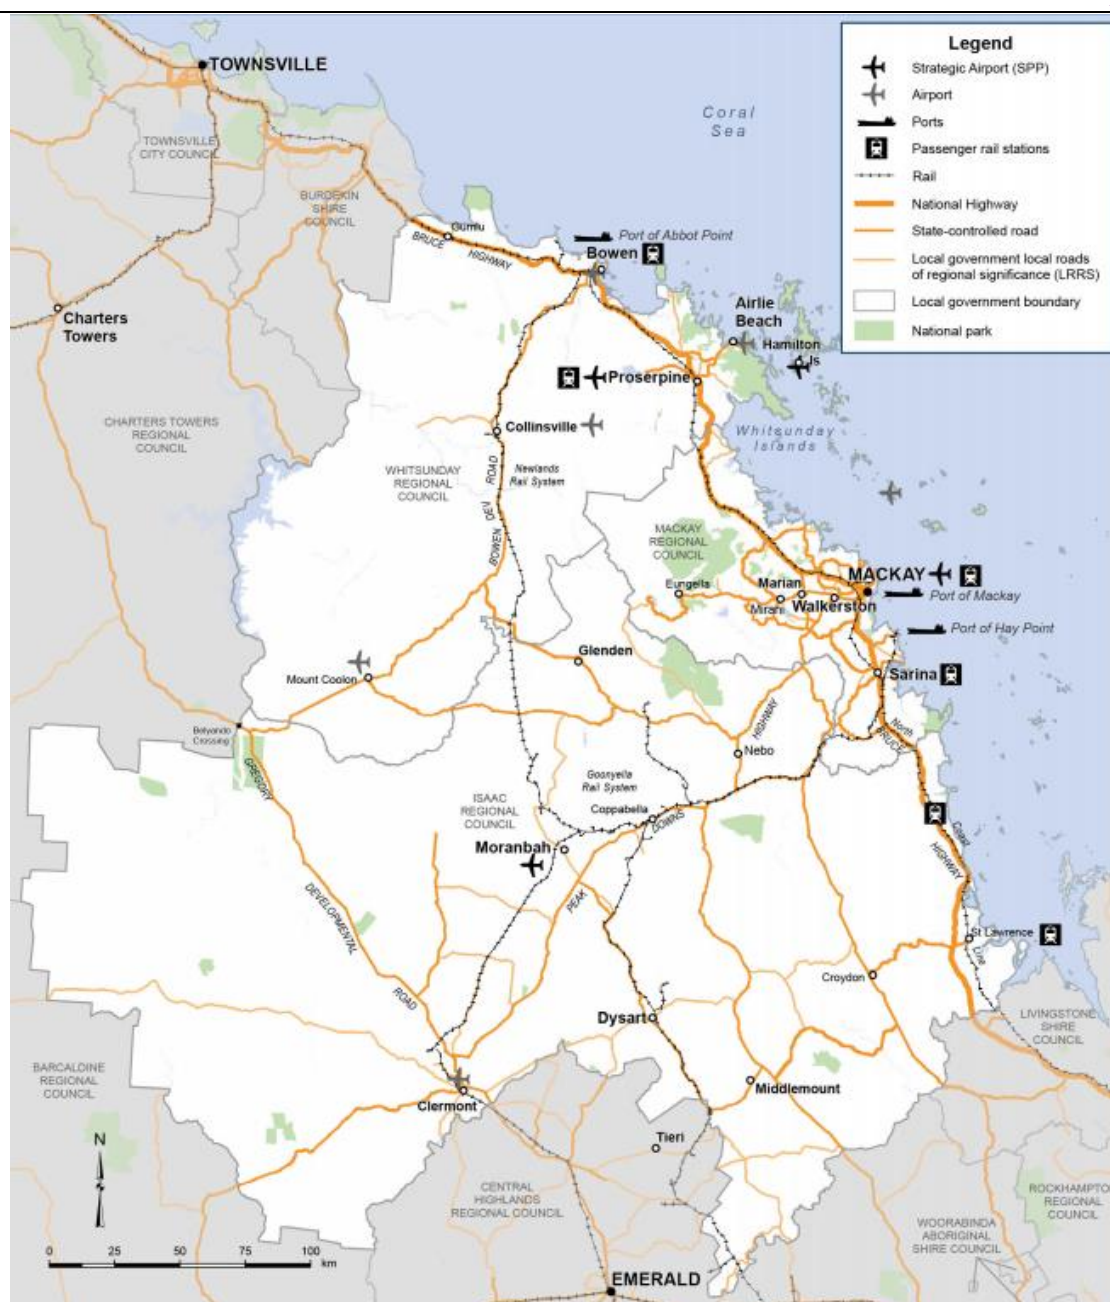 Legend
Strategic Airport (SPP)
Airport
Ports
Passenger rail stations
Rail
National Highway
State-controlled road
Local government local roads
of regional significance (LRRS)
Local government boundary
National park
TOWNSVILLE
Coral
Sea
TOWNSVILLE
CITY COUNCIL
BURDEKIN
SHIRE
COUNCIL
Gumlu
BRUCE
HIGHWAY
Port of Abbot Point
Bowen
Charters
Towers
Airlie
Beach
Hamilton
Is
Proserpine
CHARTERS TOWERS
REGIONAL
COUNCIL
Collinsville
Whitsunday
Islands
WHITSUNDAY
REGIONAL
COUNCIL
Newlands
Rail System
BOWEN DEV ROAD
MACKAY
REGIONAL
COUNCIL
MACKAY
Eungella
Marian
Mirani
Walkerston
Port of Mackay
Port of Hay Point
Glenden
Sarina
Mount Coolon
HIGHWAY
Belyando
Crossing
Nebo
North
BRUCE
GREGORY
Goonyella
Rail System
ISAAC
REGIONAL
COUNCIL
Coppabella
DOWNS
Moranbah
Coast
HIGHWAY
PEAK
DEVELOPMENTAL
St Lawrence
Line
Croydon
ROAD
Dysart
LIVINGSTONE
SHIRE
COUNCIL
BARCALDINE
REGIONAL
COUNCIL
Clermont
Middlemount
N
Tieri
CENTRAL
HIGHLANDS
REGIONAL COUNCIL
ROCKHAMPTO
REGIONAL
COUNCIL
WOORABINDA
ABORIGINAL
SHIRE COUNCIL
0 25 50 75 100
km
EMERALD